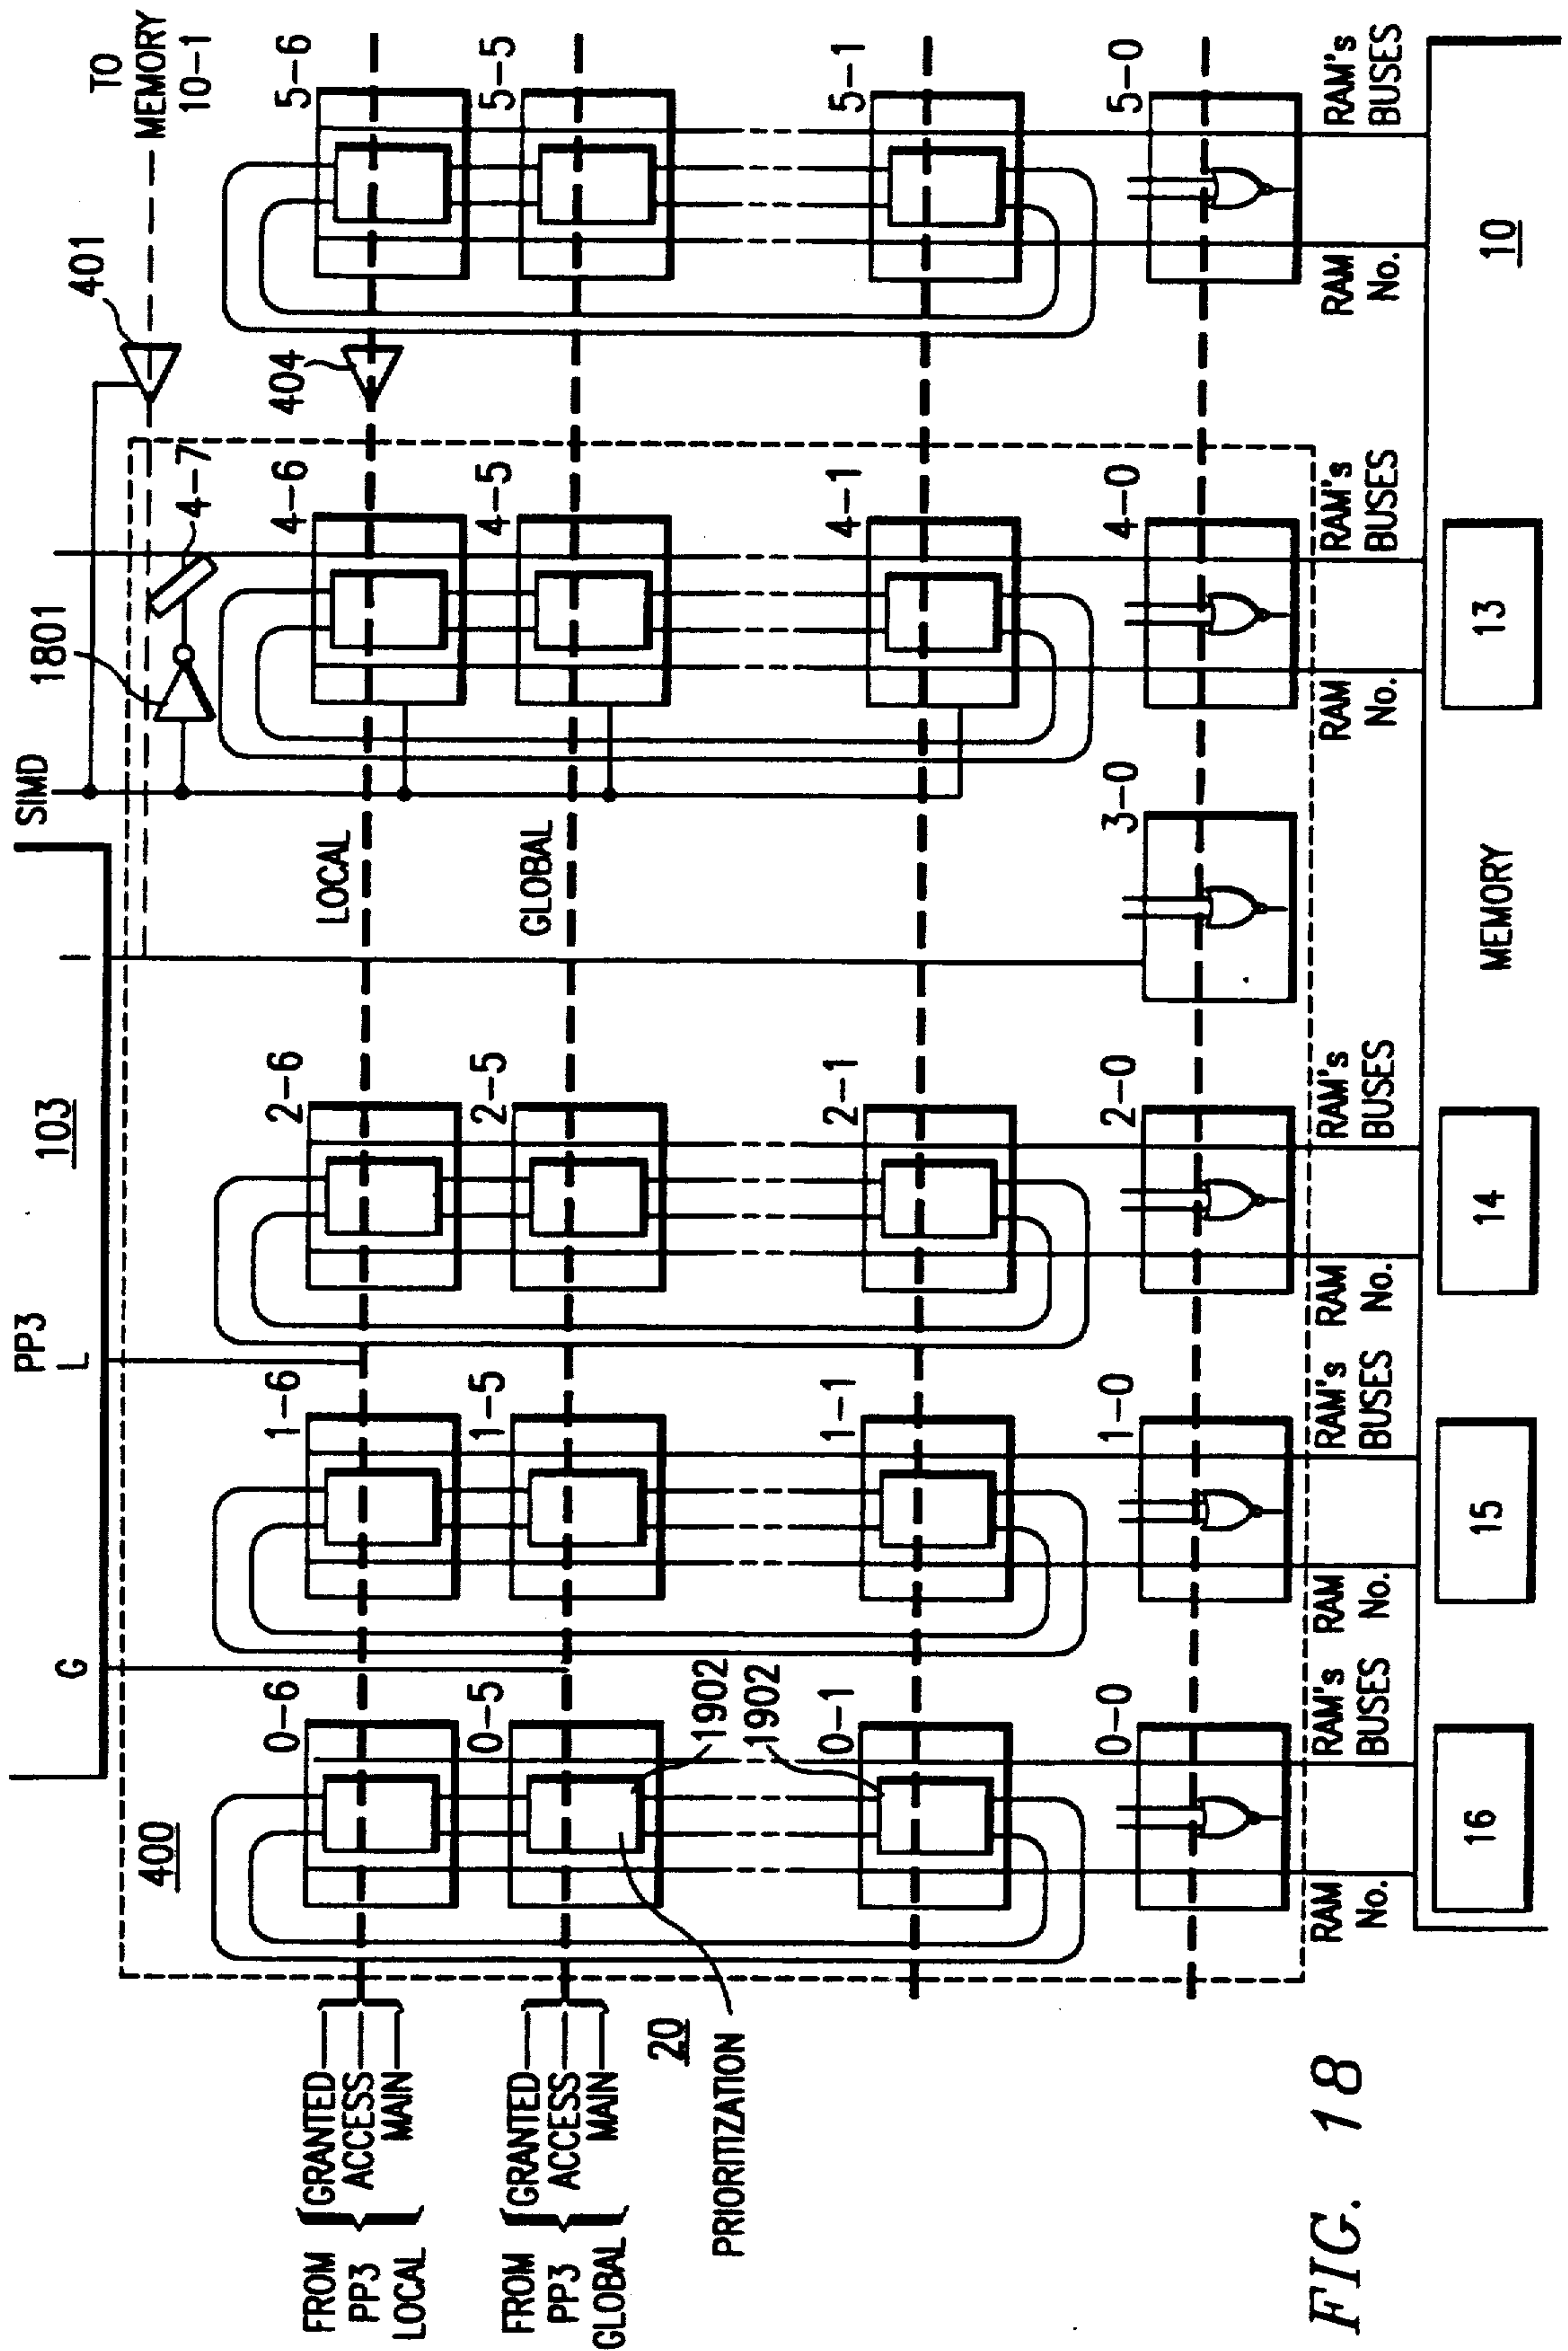 PP3
103
G
L
I
SIMD
1801
401
TO
MEMORY
10-1
4-7
400
404
FROM
PP3
LOCAL
GRANTED
ACCESS
MAIN
0-6
1-6
2-6
LOCAL
4-6
5-6
FROM
PP3
GLOBAL
GRANTED
ACCESS
MAIN
0-5
1-5
2-5
GLOBAL
4-5
5-5
20
PRIORITIZATION
1902
1902
0-1
1-1
2-1
4-1
5-1
0-0
1-0
2-0
3-0
4-0
5-0
RAM
No.
RAM's
BUSES
RAM
No.
RAM's
BUSES
RAM
No.
RAM's
BUSES
RAM
No.
RAM's
BUSES
RAM
No.
RAM's
BUSES
16
15
14
MEMORY
13
10
FIG. 18